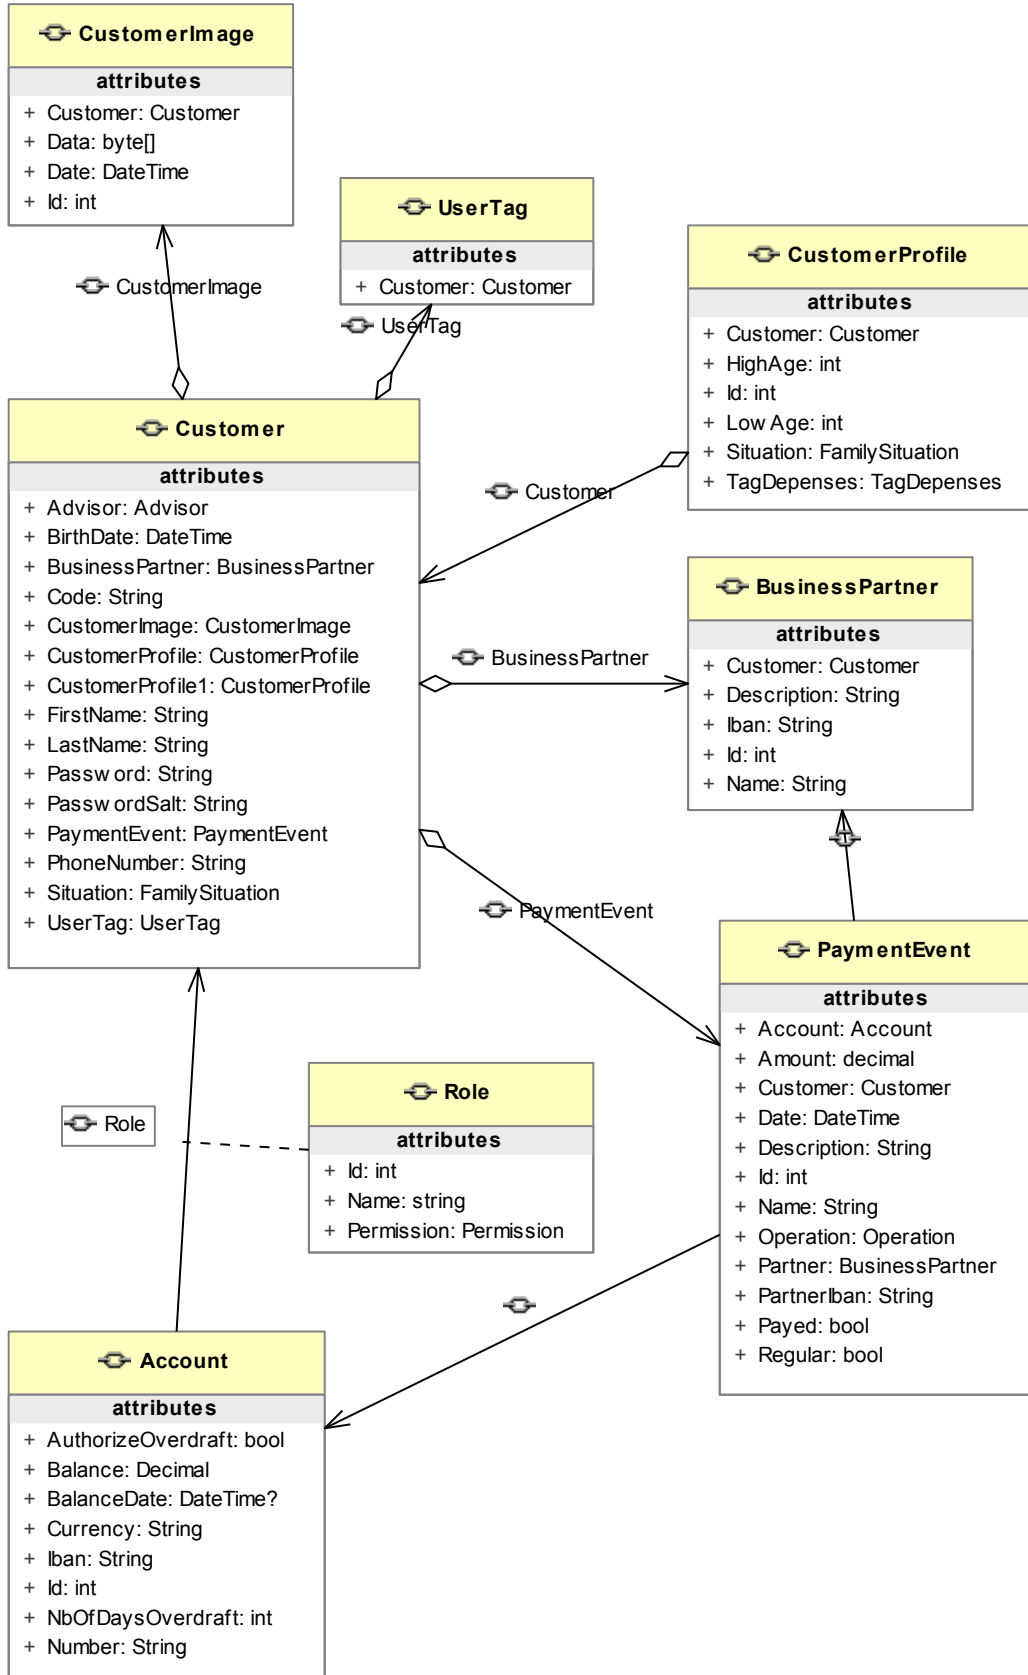 CustomerImage
attributes
+ Customer: Customer
+ Data: byte[]
+ Date: DateTime
+ Id: int
CustomerImage
UserTag
attributes
+ Customer: Customer
UserTag
CustomerProfile
attributes
+ Customer: Customer
+ HighAge: int
+ Id: int
+ LowAge: int
+ Situation: FamilySituation
+ TagDepenses: TagDepenses
Customer
Customer
attributes
+ Advisor: Advisor
+ BirthDate: DateTime
+ BusinessPartner: BusinessPartner
+ Code: String
+ CustomerImage: CustomerImage
+ CustomerProfile: CustomerProfile
+ CustomerProfile1: CustomerProfile
+ FirstName: String
+ LastName: String
+ Password: String
+ PasswordSalt: String
+ PaymentEvent: PaymentEvent
+ PhoneNumber: String
+ Situation: FamilySituation
+ UserTag: UserTag
BusinessPartner
BusinessPartner
attributes
+ Customer: Customer
+ Description: String
+ Iban: String
+ Id: int
+ Name: String
PaymentEvent
PaymentEvent
attributes
+ Account: Account
+ Amount: decimal
+ Customer: Customer
+ Date: DateTime
+ Description: String
+ Id: int
+ Name: String
+ Operation: Operation
+ Partner: BusinessPartner
+ PartnerIban: String
+ Payed: bool
+ Regular: bool
Role
Role
attributes
+ Id: int
+ Name: string
+ Permission: Permission
Account
attributes
+ AuthorizeOverdraft: bool
+ Balance: Decimal
+ BalanceDate: DateTime?
+ Currency: String
+ Iban: String
+ Id: int
+ NbOfDaysOverdraft: int
+ Number: String